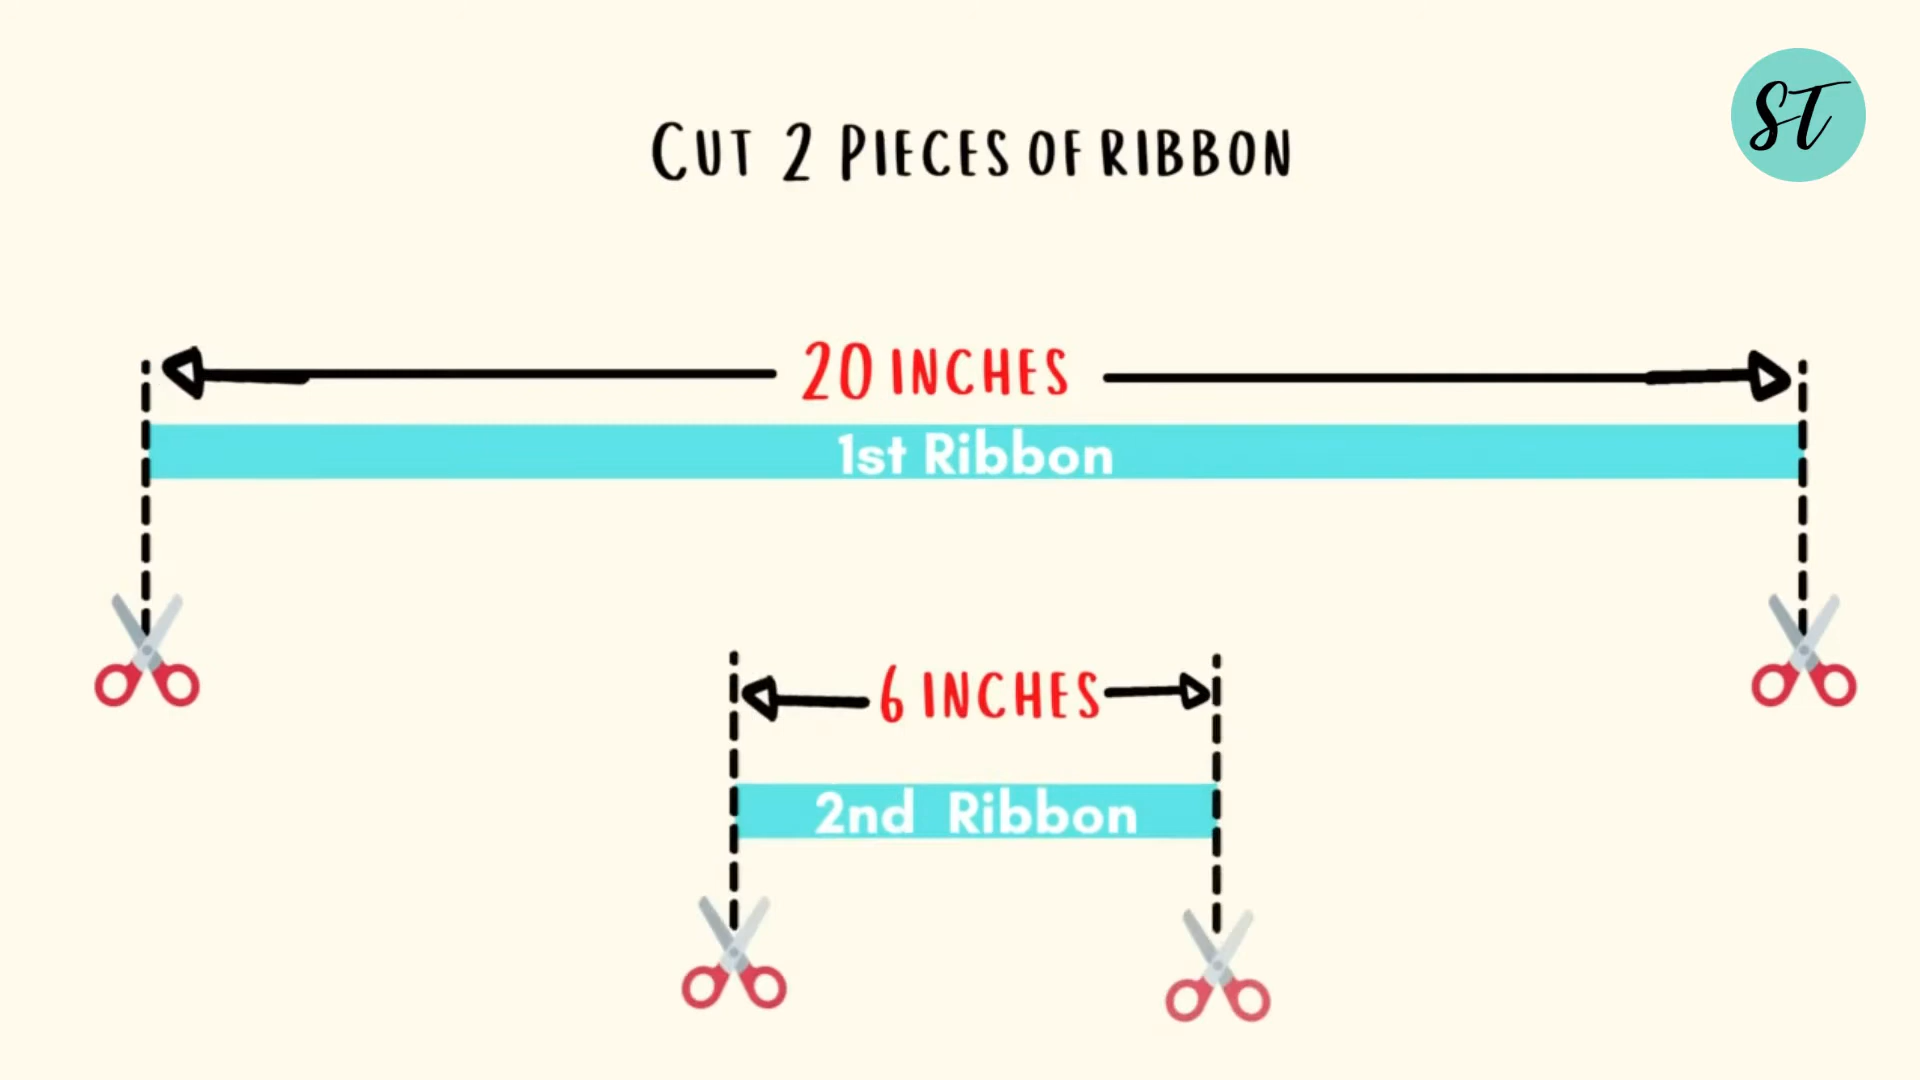 ST
CUT 2 PIECES OF RIBBON
20 INCHES
1st Ribbon
6 INCHES
2nd Ribbon